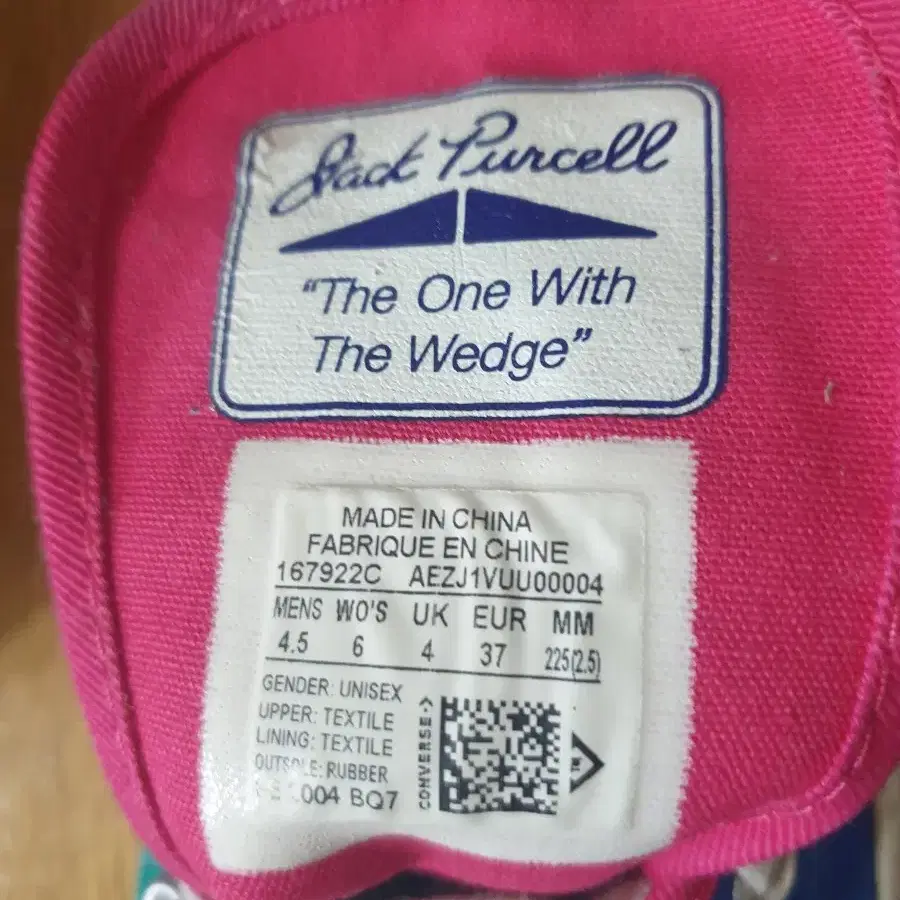 Jack Purcell
“The One With
The Wedge”
MADE IN CHINA
FABRIQUE EN CHINE
167922C AEZJ1VUU00004
MENS WO'S UK EUR MM
4.5 6 4 37 225(2.5)
GENDER: UNISEX
UPPER: TEXTILE
LINING: TEXTILE
OUTSOLE: RUBBER
BQ7
CONVERSE->
TM